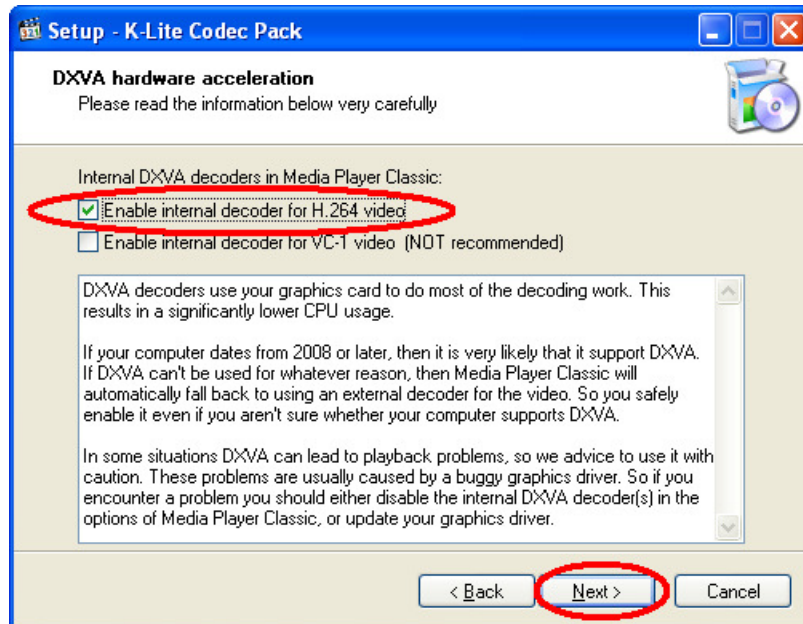 Setup - K-Lite Codec Pack
DXVA hardware acceleration
Please read the information below very carefully
Internal DXVA decoders in Media Player Classic:
Enable internal decoder for H.264 video
Enable internal decoder for VC-1 video (NOT recommended)
DXVA decoders use your graphics card to do most of the decoding work. This
results in a significantly lower CPU usage.
If your computer dates from 2008 or later, then it is very likely that it support DXVA.
If DXVA can't be used for whatever reason, then Media Player Classic will
automatically fall back to using an external decoder for the video. So you safely
enable it even if you aren't sure whether your computer supports DXVA.
In some situations DXVA can lead to playback problems, so we advice to use it with
caution. These problems are usually caused by a buggy graphics driver. So if you
encounter a problem you should either disable the internal DXVA decoder(s) in the
options of Media Player Classic, or update your graphics driver.
< Back
Next >
Cancel